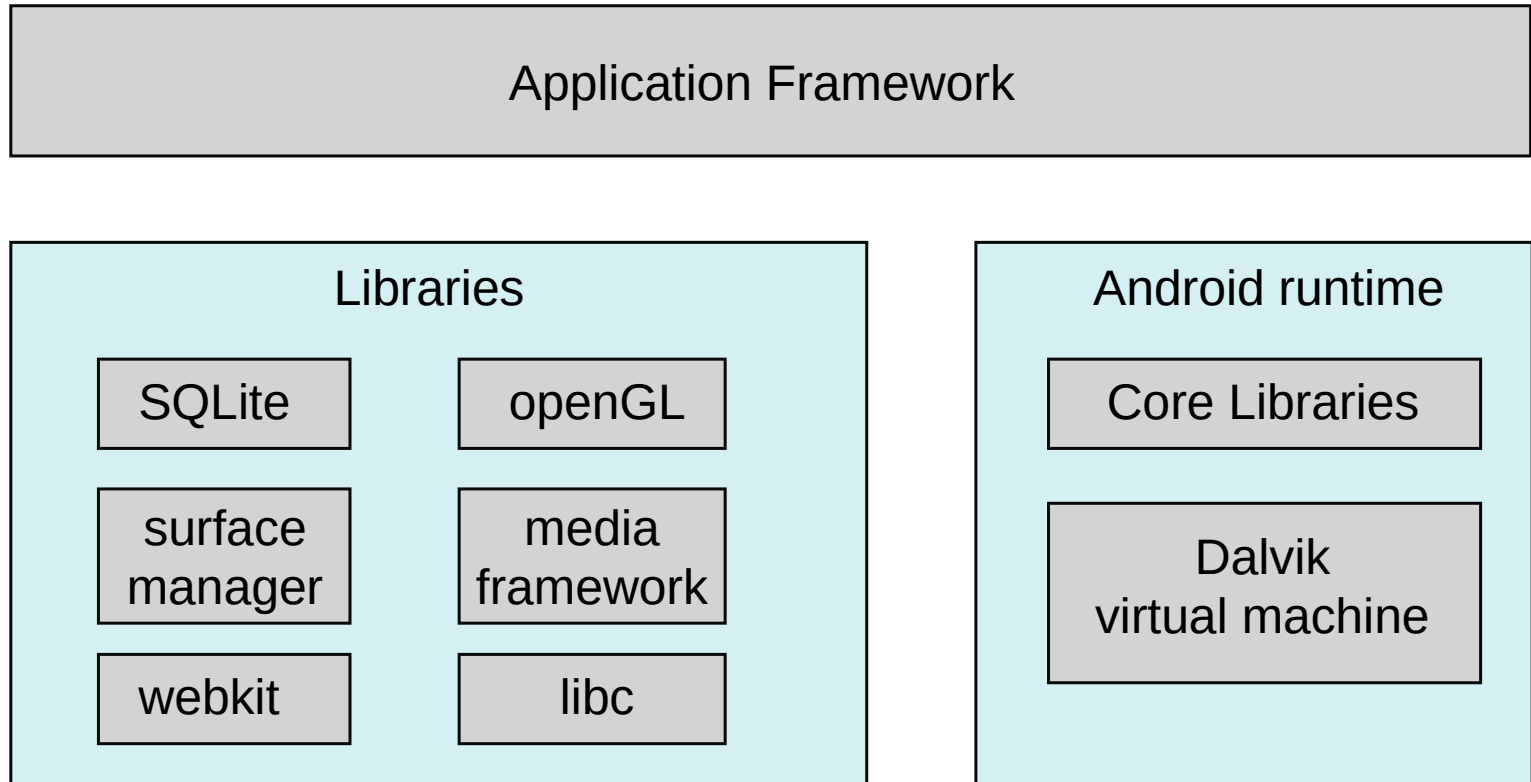 Application Framework
Libraries
SQLite
openGL
surface
manager
media
framework
webkit
libc
Android runtime
Core Libraries
Dalvik
virtual machine